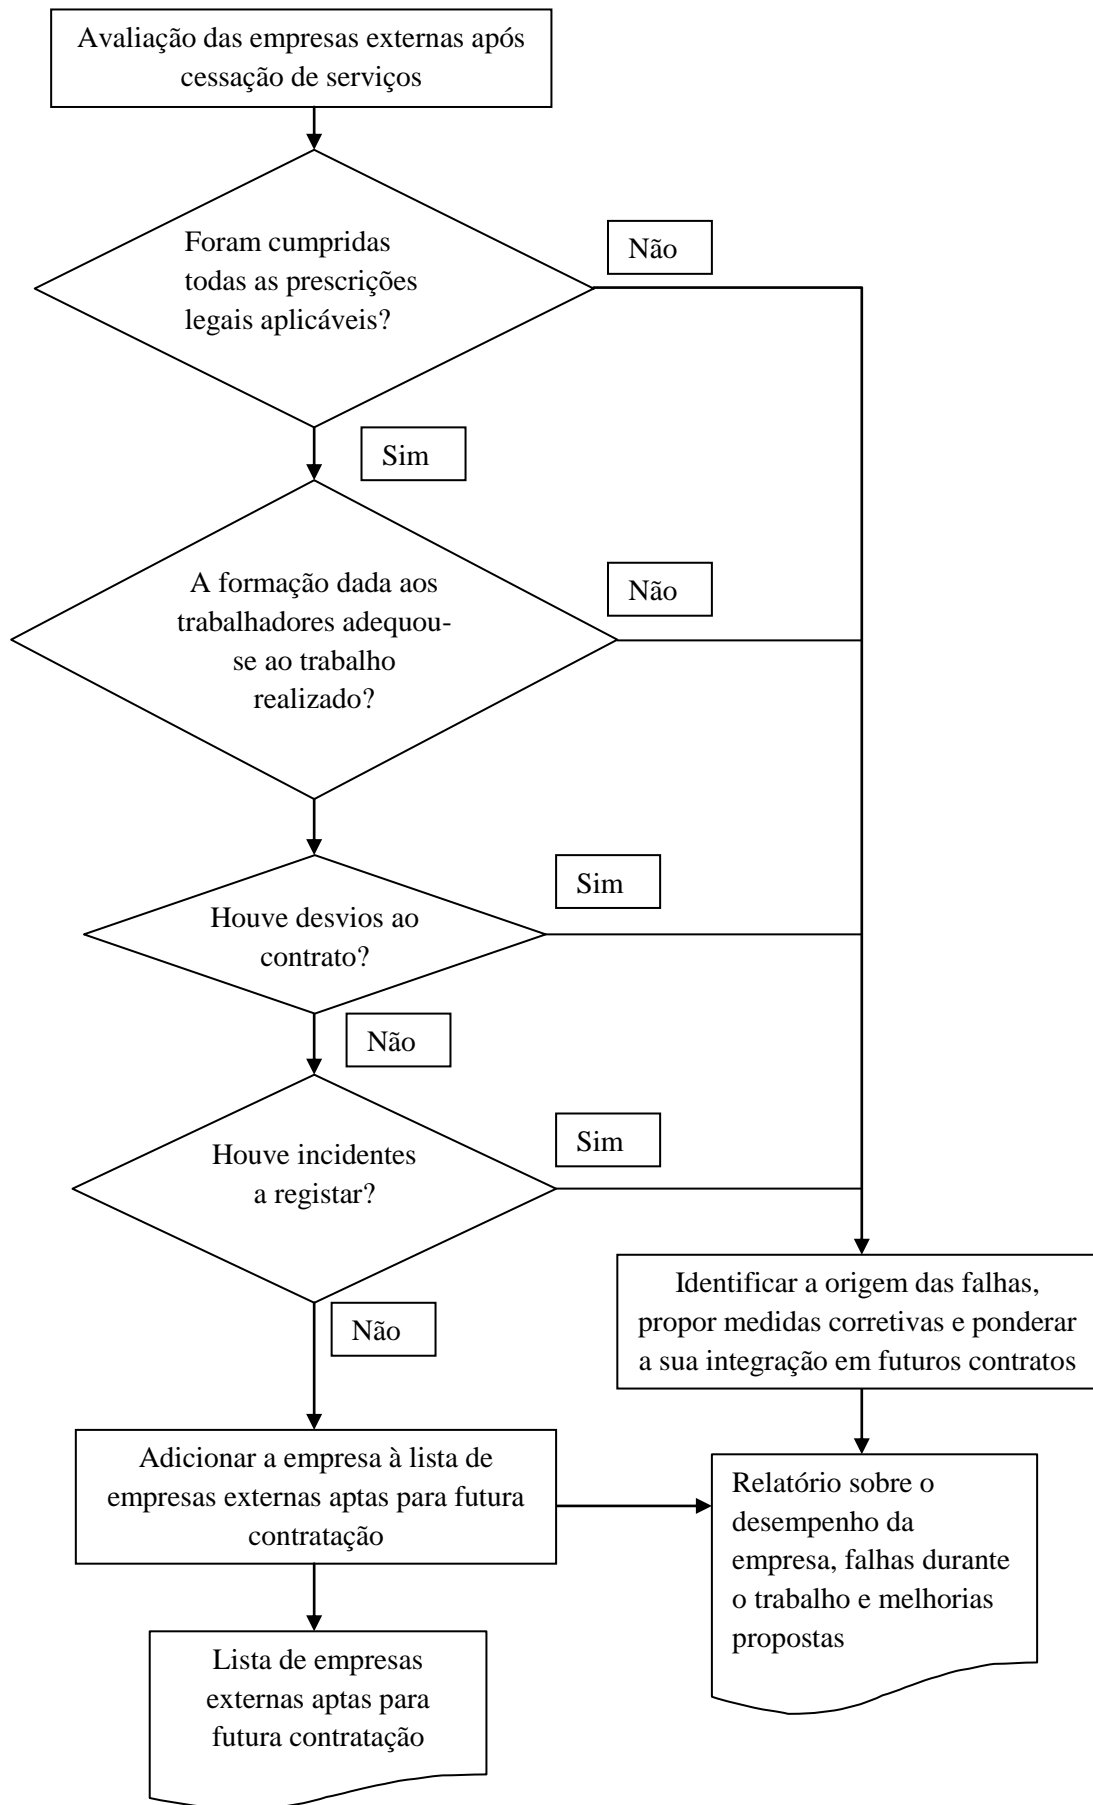 Avaliação das empresas externas após
cessação de serviços
Foram cumpridas
todas as prescrições
legais aplicáveis?
Não
Sim
A formação dada aos
trabalhadores adequou-
se ao trabalho
realizado?
Não
Houve desvios ao
contrato?
Sim
Não
Houve incidentes
a registar?
Sim
Não
Identificar a origem das falhas,
propor medidas corretivas e ponderar
a sua integração em futuros contratos
Adicionar a empresa à lista de
empresas externas aptas para futura
contratação
Relatório sobre o
desempenho da
empresa, falhas durante
o trabalho e melhorias
propostas
Lista de empresas
externas aptas para
futura contratação